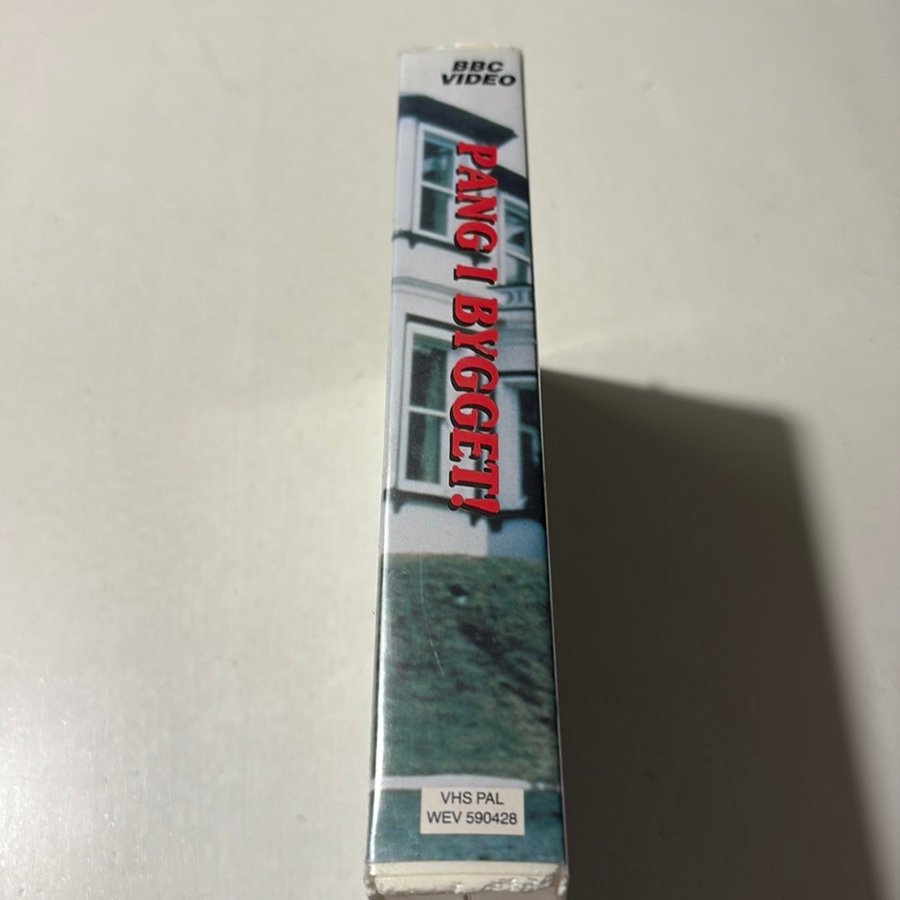 BBC
VIDEO
PANG I BYGGET!
VHS PAL
WEV 590428